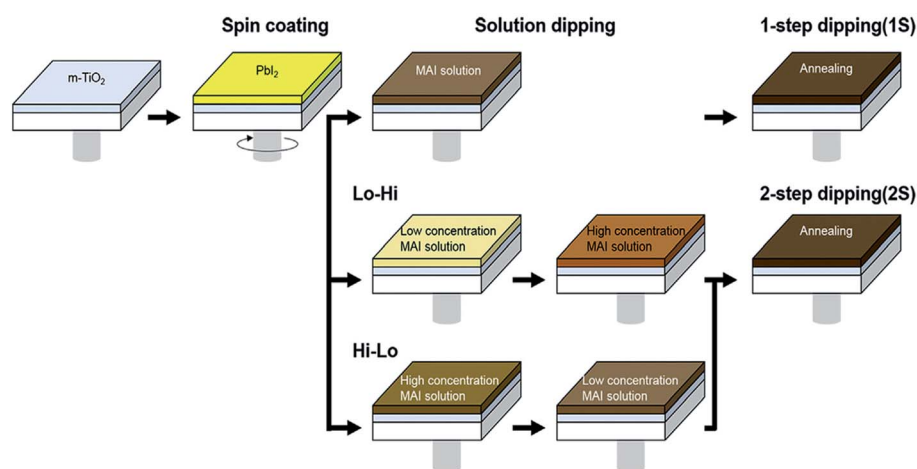 Spin coating
Solution dipping
1-step dipping(1S)
m-TiO₂
PbI₂
MAI solution
Annealing
Lo-Hi
2-step dipping(2S)
Low concentration
MAI solution
High concentration
MAI solution
Annealing
Hi-Lo
High concentration
MAI solution
Low concentration
MAI solution